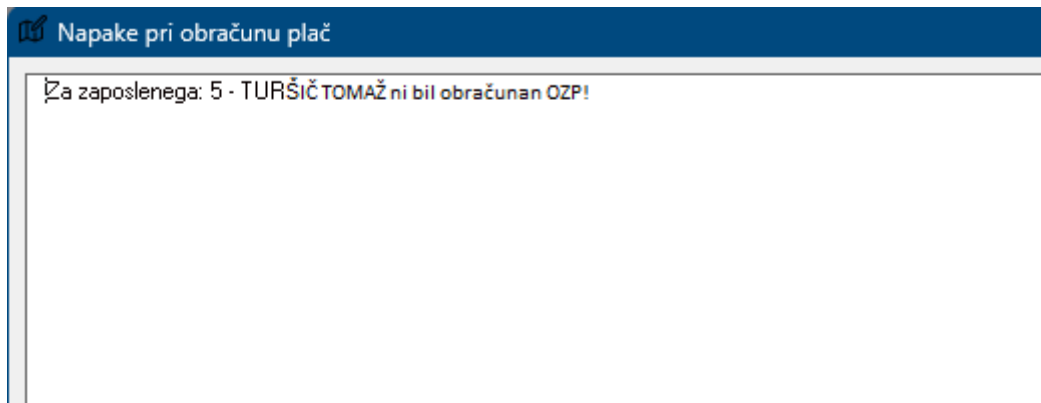 Napake pri obračunu plač
Za zaposlenega: 5 - TURŠIČ TOMAŽ ni bil obračunan OZP!